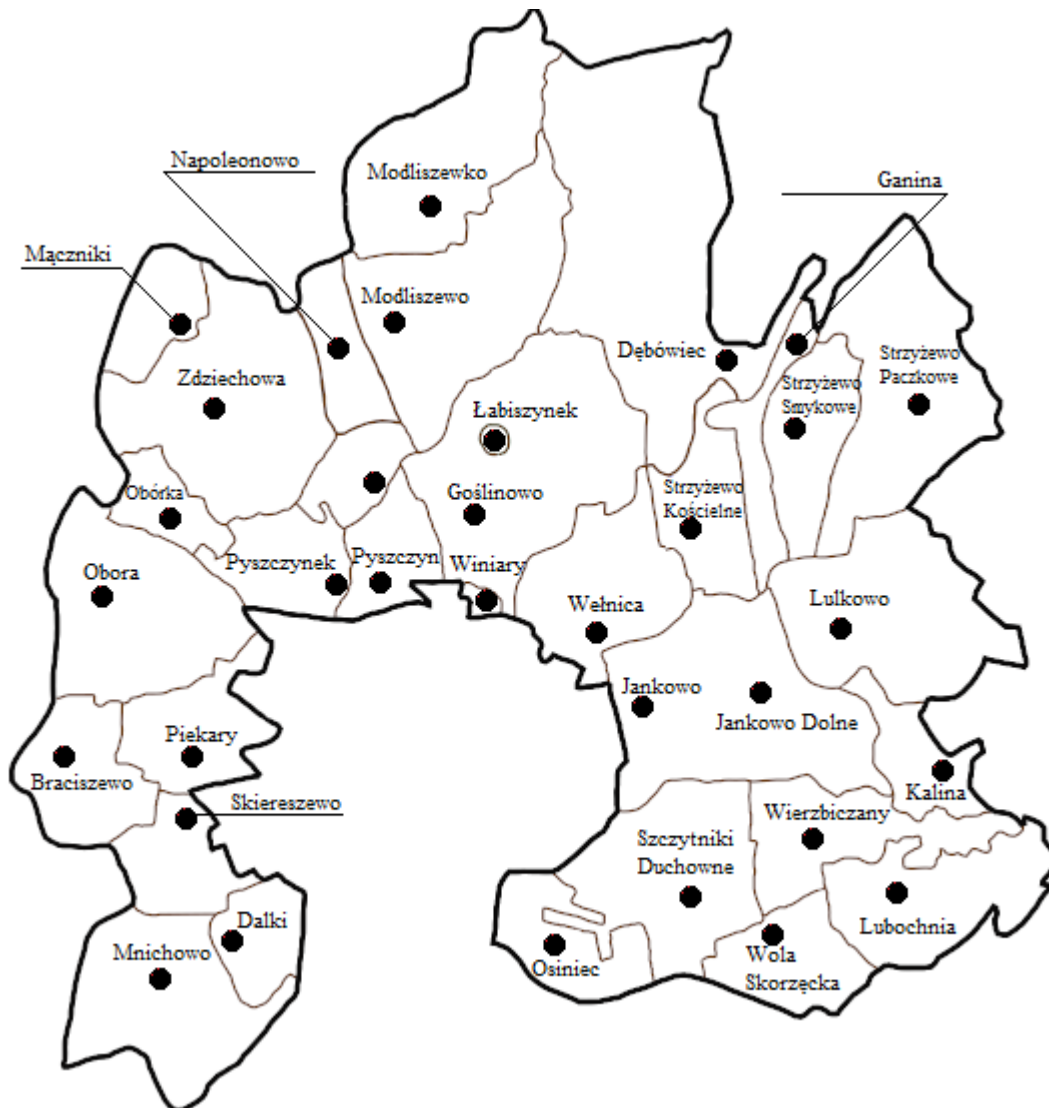 Napoleonowo
Modliszewko
Ganina
Mączniki
Modliszewo
Dębówiec
Strzyżewo
Paczkowe
Strzyżewo
Smykowe
Zdziechowa
Łabiszynek
Obórka
Goślinowo
Strzyżewo
Kościelne
Pyszczynek
Pyszczyn
Winiary
Obora
Wełnica
Lulkowo
Jankowo
Jankowo Dolne
Piekary
Braciszewo
Kalina
Skiereszewo
Wierzbiczany
Szczytniki
Duchowne
Dalki
Lubochnia
Mnichowo
Osiniec
Wola
Skorzęcka